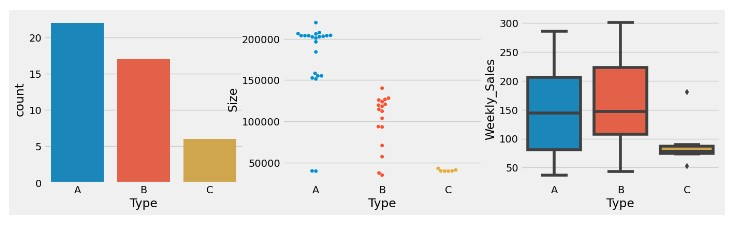 count
20
15
10
5
0
A B C
Type
Size
200000
150000
100000
50000
A B C
Type
Weekly_Sales
300
250
200
150
100
50
A B C
Type